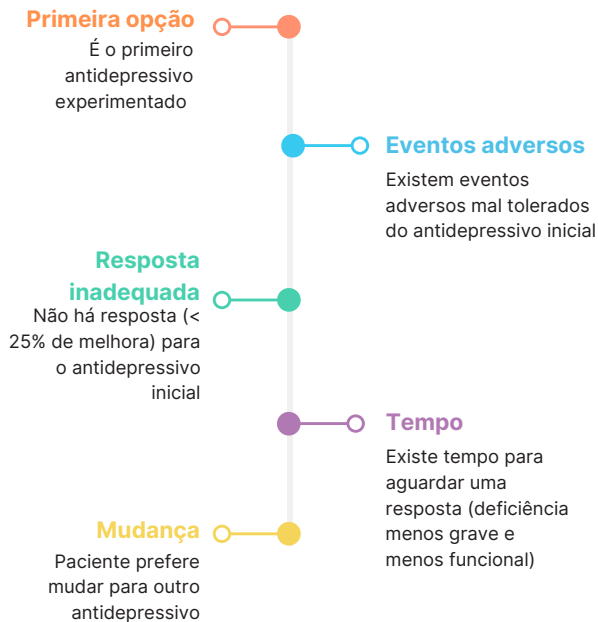 Primeira opção
É o primeiro
antidepressivo
experimentado
Eventos adversos
Existem eventos
adversos mal tolerados
do antidepressivo inicial
Resposta
inadequada
Não há resposta (<
25% de melhora) para
o antidepressivo
inicial
Tempo
Existe tempo para
aguardar uma
resposta (deficiência
menos grave e
menos funcional)
Mudança
Paciente prefere
mudar para outro
antidepressivo